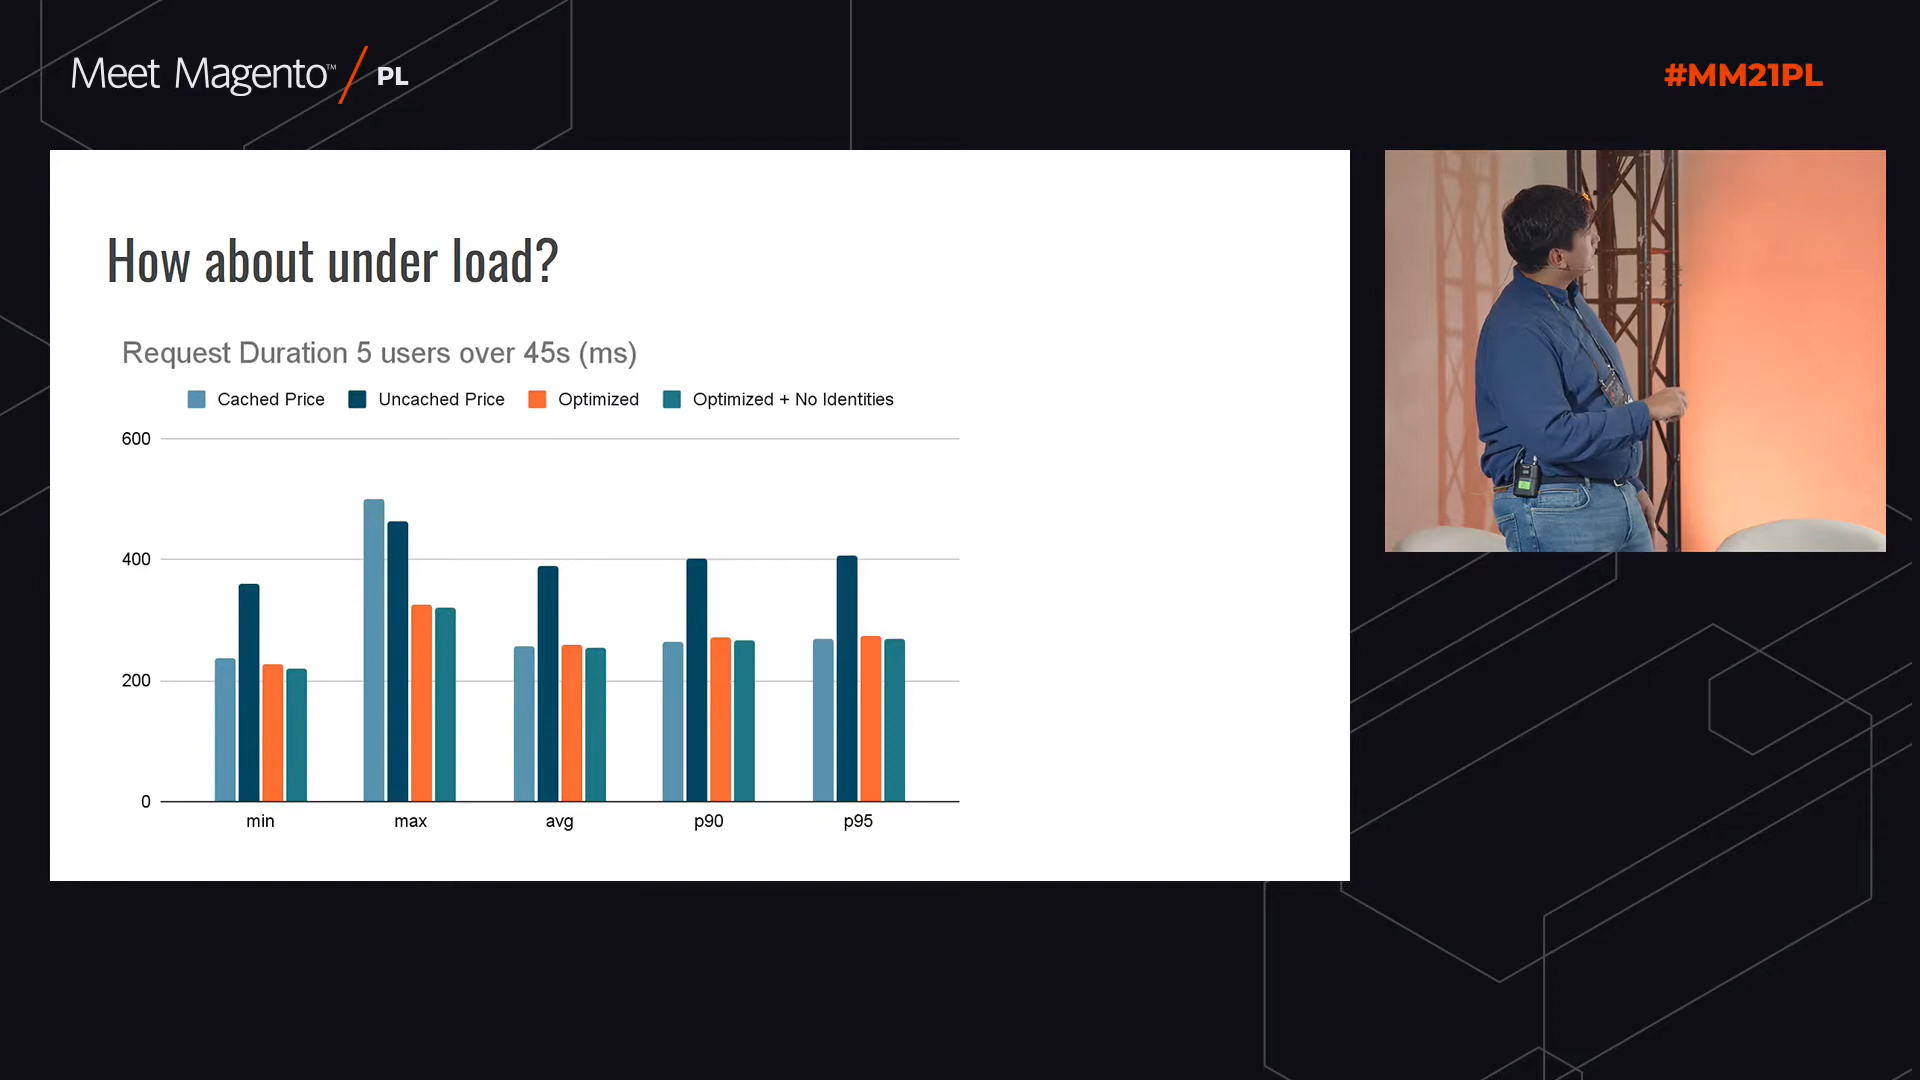 Meet Magento™ / PL
#MM21PL
How about under load?
Request Duration 5 users over 45s (ms)
Cached Price Uncached Price Optimized Optimized + No Identities
600
400
200
0
min max avg p90 p95